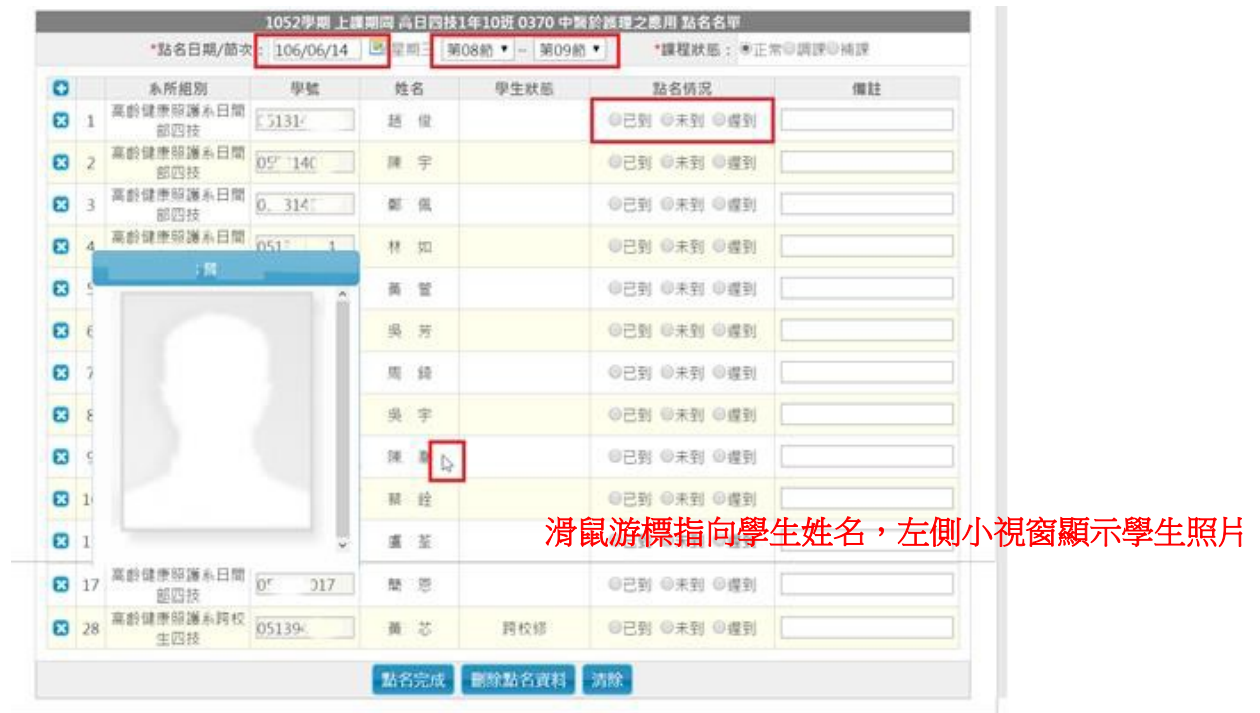 1052學期 上課期間 高日四技1年10班 0370 中醫於護理之應用 點名名單
*點名日期/節次： 106/06/14 星期三 第08節 ~ 第09節 *課程狀態： 正常 調課 補課
系所組別 學號 姓名 學生狀態 點名情況 備註
1 高齡健康照護系日間部四技 趙 俊 已到 未到 遲到
2 高齡健康照護系日間部四技 陳 宇 已到 未到 遲到
3 高齡健康照護系日間部四技 鄭 佩 已到 未到 遲到
4 高齡健康照護系日間 林 如 已到 未到 遲到
黃 萱 已到 未到 遲到
吳 芳 已到 未到 遲到
周 錡 已到 未到 遲到
吳 宇 已到 未到 遲到
陳 已到 未到 遲到
蔡 銓 已到 未到 遲到
盧 荃
滑鼠游標指向學生姓名，左側小視窗顯示學生照片
17 高齡健康照護系日間部四技 017 簡 恩 已到 未到 遲到
28 高齡健康照護系跨校生四技 05139 黃 芯 跨校修 已到 未到 遲到
點名完成 刪除點名資料 清除